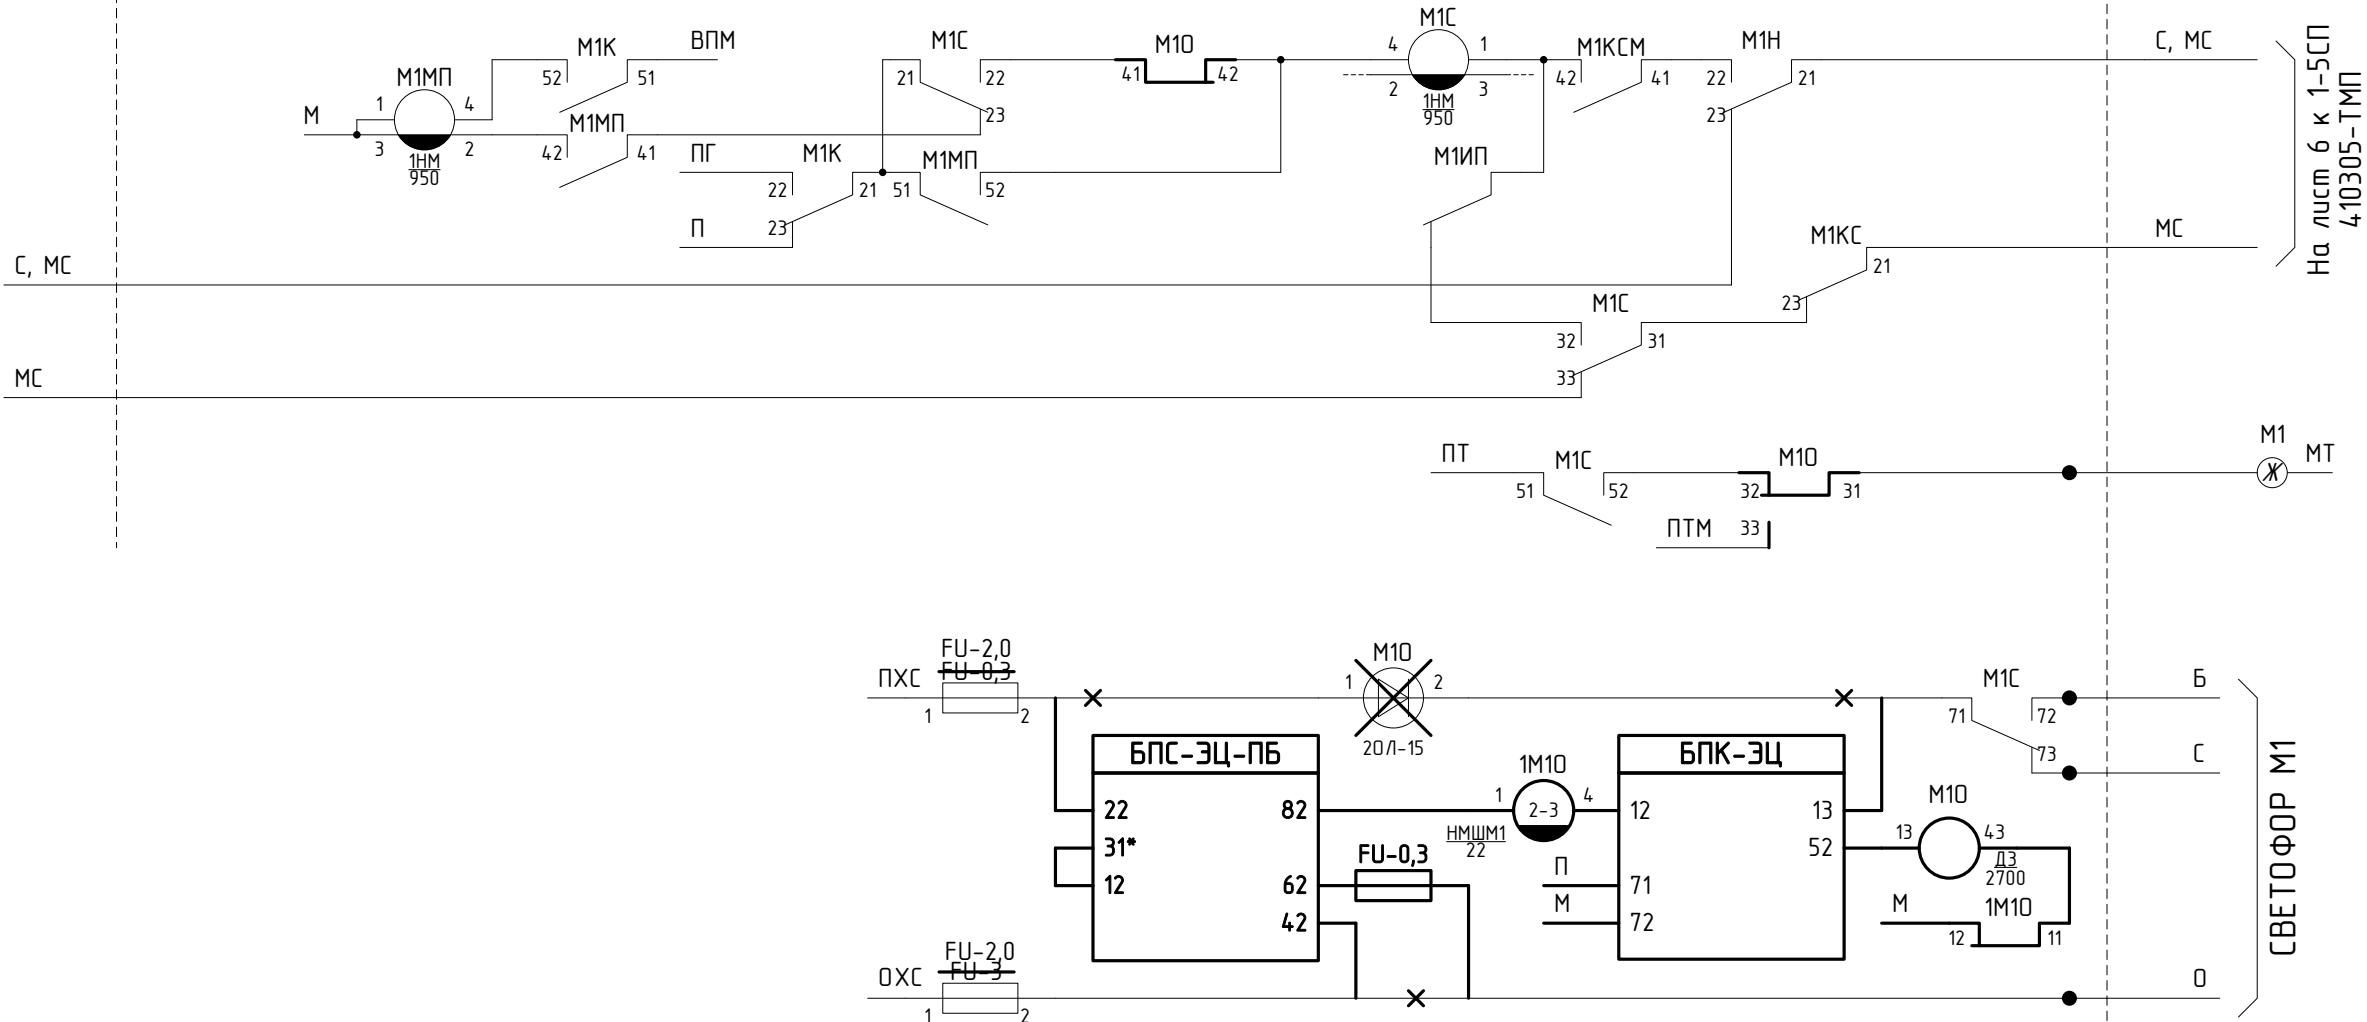 М1С
4
1
2
3
1НМ
950
М1К
52
51
ВПМ
М1С
21
22
23
М1О
41
42
М1КСМ
42
41
М1Н
22
21
23
С, МС
М1МП
М
1
4
3
2
1НМ
950
М1МП
42
41
ПГ
М1К
22
21
23
П
М1МП
51
52
М1ИП
На лист 6 к 1-5СП
410305-ТМП
М1КС
21
23
МС
С, МС
М1С
32
31
33
МС
ПТ
М1С
51
52
М1О
32
31
ПТМ
33
М1
Ж
МТ
ПХС
FU-2,0
FU-0,3
1
2
М1О
1
2
20Л-15
М1С
71
72
73
Б
С
БПС-ЭЦ-ПБ
22
82
31*
12
62
42
1М1О
1
4
2-3
НМШМ1
22
FU-0,3
БПК-ЭЦ
12
13
52
П
71
М
72
М1О
13
43
ДЗ
2700
М
1М1О
12
11
ОХС
FU-2,0
FU-3
1
2
О
СВЕТОФОР М1